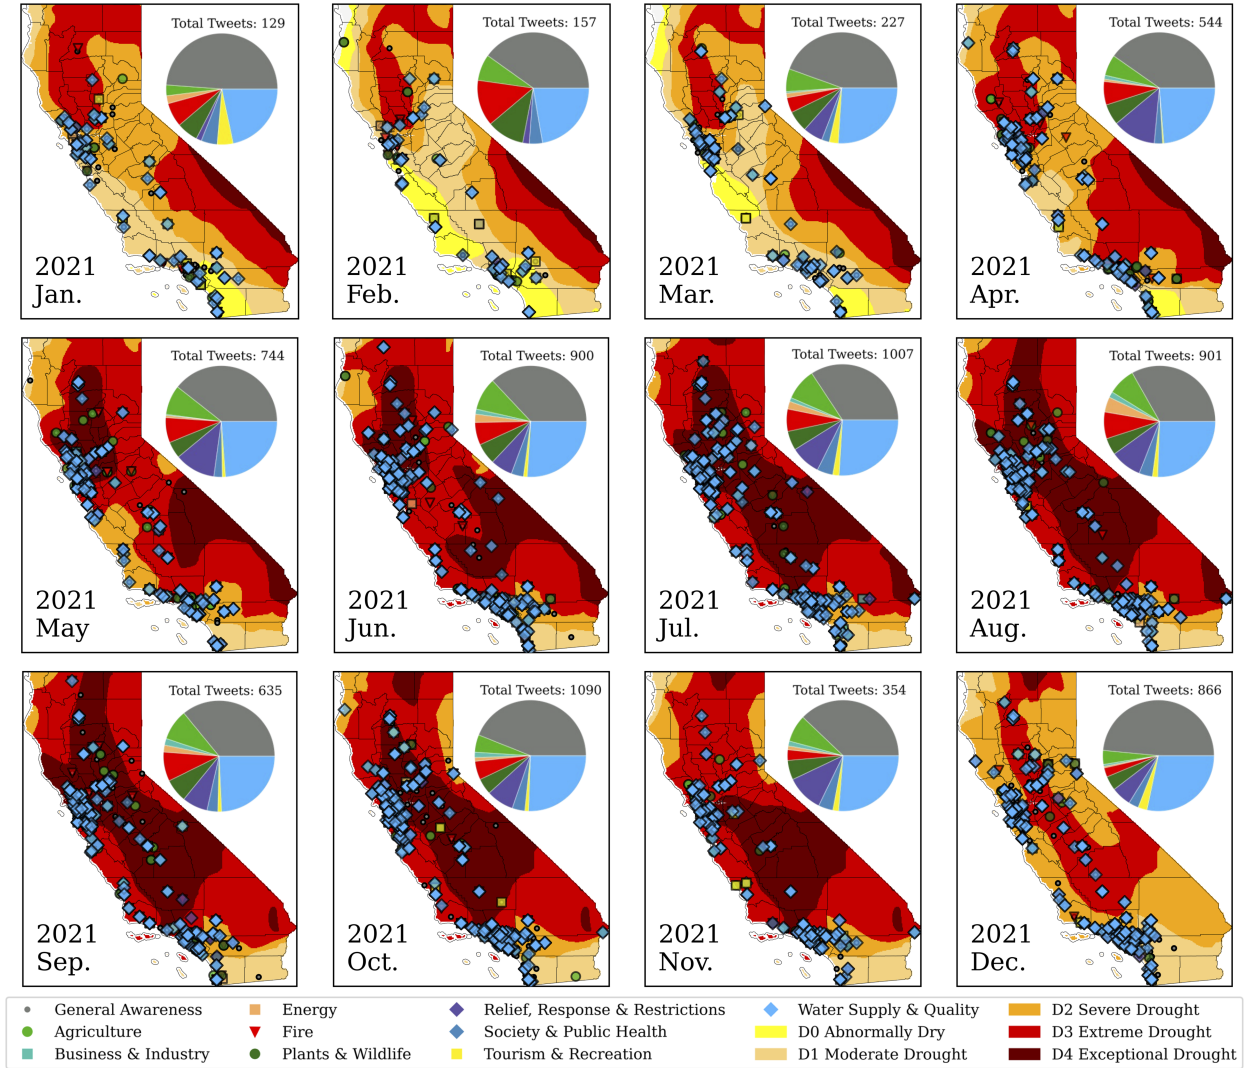 Total Tweets: 129
2021
Jan.
Total Tweets: 157
2021
Feb.
Total Tweets: 227
2021
Mar.
Total Tweets: 544
2021
Apr.
Total Tweets: 744
2021
May
Total Tweets: 900
2021
Jun.
Total Tweets: 1007
2021
Jul.
Total Tweets: 901
2021
Aug.
Total Tweets: 635
2021
Sep.
Total Tweets: 1090
2021
Oct.
Total Tweets: 354
2021
Nov.
Total Tweets: 866
2021
Dec.
General Awareness
Agriculture
Business & Industry
Energy
Fire
Plants & Wildlife
Relief, Response & Restrictions
Society & Public Health
Tourism & Recreation
Water Supply & Quality
D0 Abnormally Dry
D1 Moderate Drought
D2 Severe Drought
D3 Extreme Drought
D4 Exceptional Drought